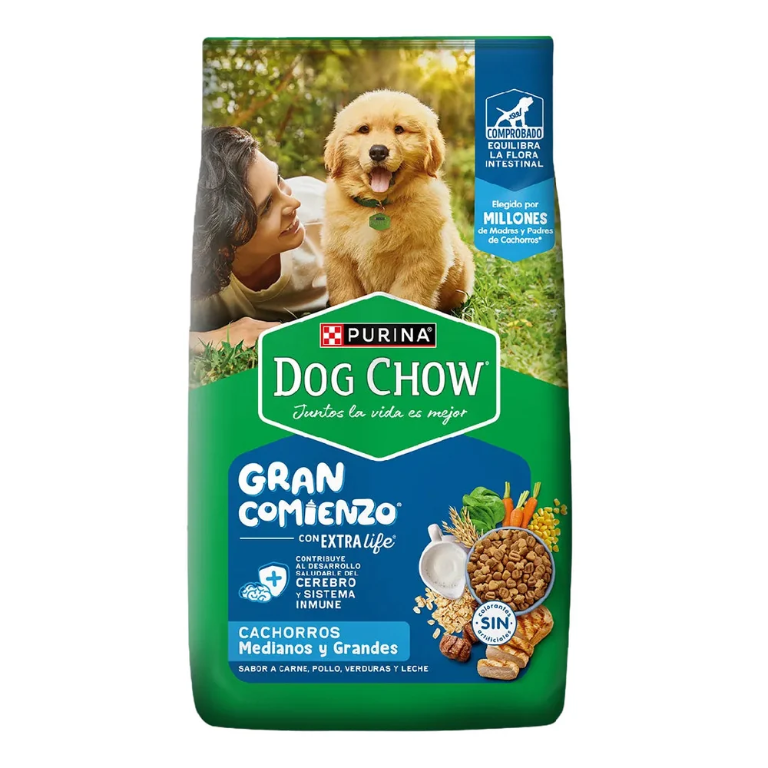 COMPROBADO
EQUILIBRA
LA FLORA
INTESTINAL
Elegido por
MILLONES
de Madres y Padres
de Cachorros*
PURINA®
DOG CHOW®
Juntos la vida es mejor
GRAN
COMIENZO®
CON EXTRA life®
CONTRIBUYE
AL DESARROLLO
SALUDABLE DEL
CEREBRO
Y SISTEMA
INMUNE
SIN
colorantes
artificiales
CACHORROS
Medianos y Grandes
SABOR A CARNE, POLLO, VERDURAS Y LECHE